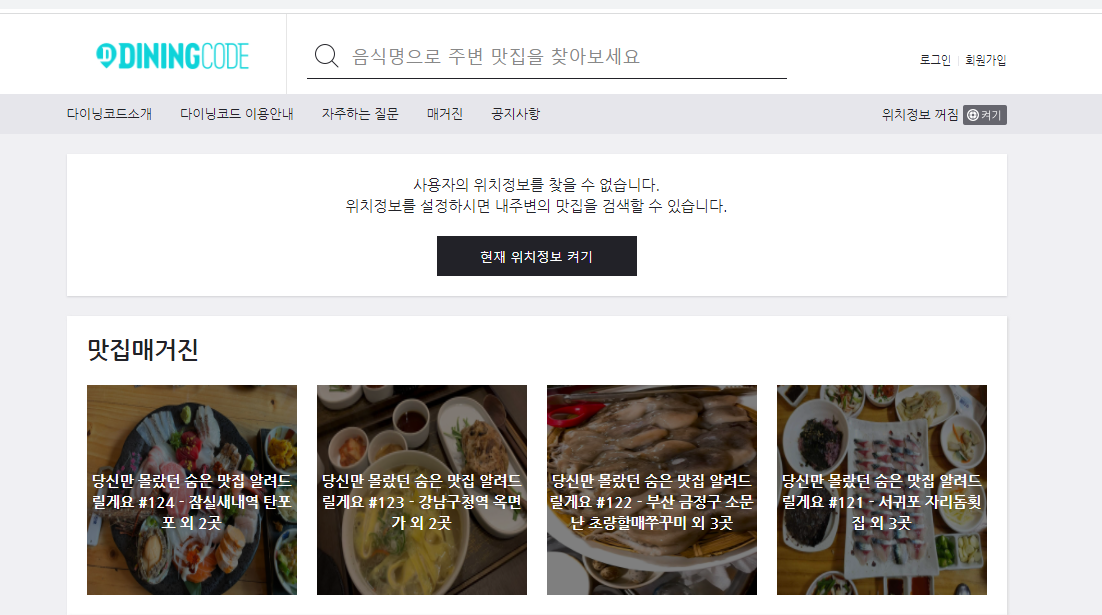 DININGCODE
음식명으로 주변 맛집을 찾아보세요
로그인 회원가입
다이닝코드소개 다이닝코드 이용안내 자주하는 질문 매거진 공지사항 위치정보 꺼짐 켜기
사용자의 위치정보를 찾을 수 없습니다.
위치정보를 설정하시면 내주변의 맛집을 검색할 수 있습니다.
현재 위치정보 켜기
맛집매거진
당신만 몰랐던 숨은 맛집 알려드
릴게요 #124 - 잠실새내역 탄포
포 외 2곳
당신만 몰랐던 숨은 맛집 알려드
릴게요 #123 - 강남구청역 옥면
가 외 2곳
당신만 몰랐던 숨은 맛집 알려드
릴게요 #122 - 부산 금정구 소문
난 초량할매쭈꾸미 외 3곳
당신만 몰랐던 숨은 맛집 알려드
릴게요 #121 - 서귀포 자리돔횟
집 외 3곳